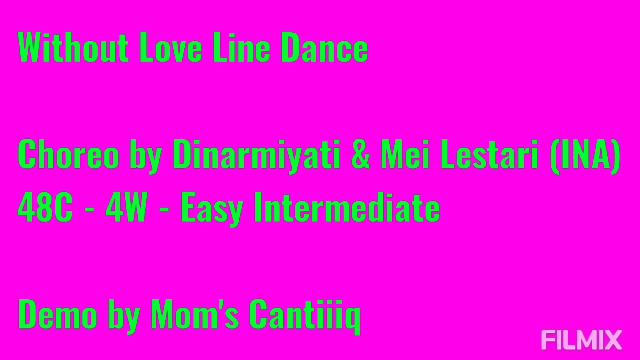 Without Love Line Dance
Choreo by Dinarmiyati & Mei Lestari (INA)
48C - 4W - Easy Intermediate
Demo by Mom's Cantiiiq
FILMIX